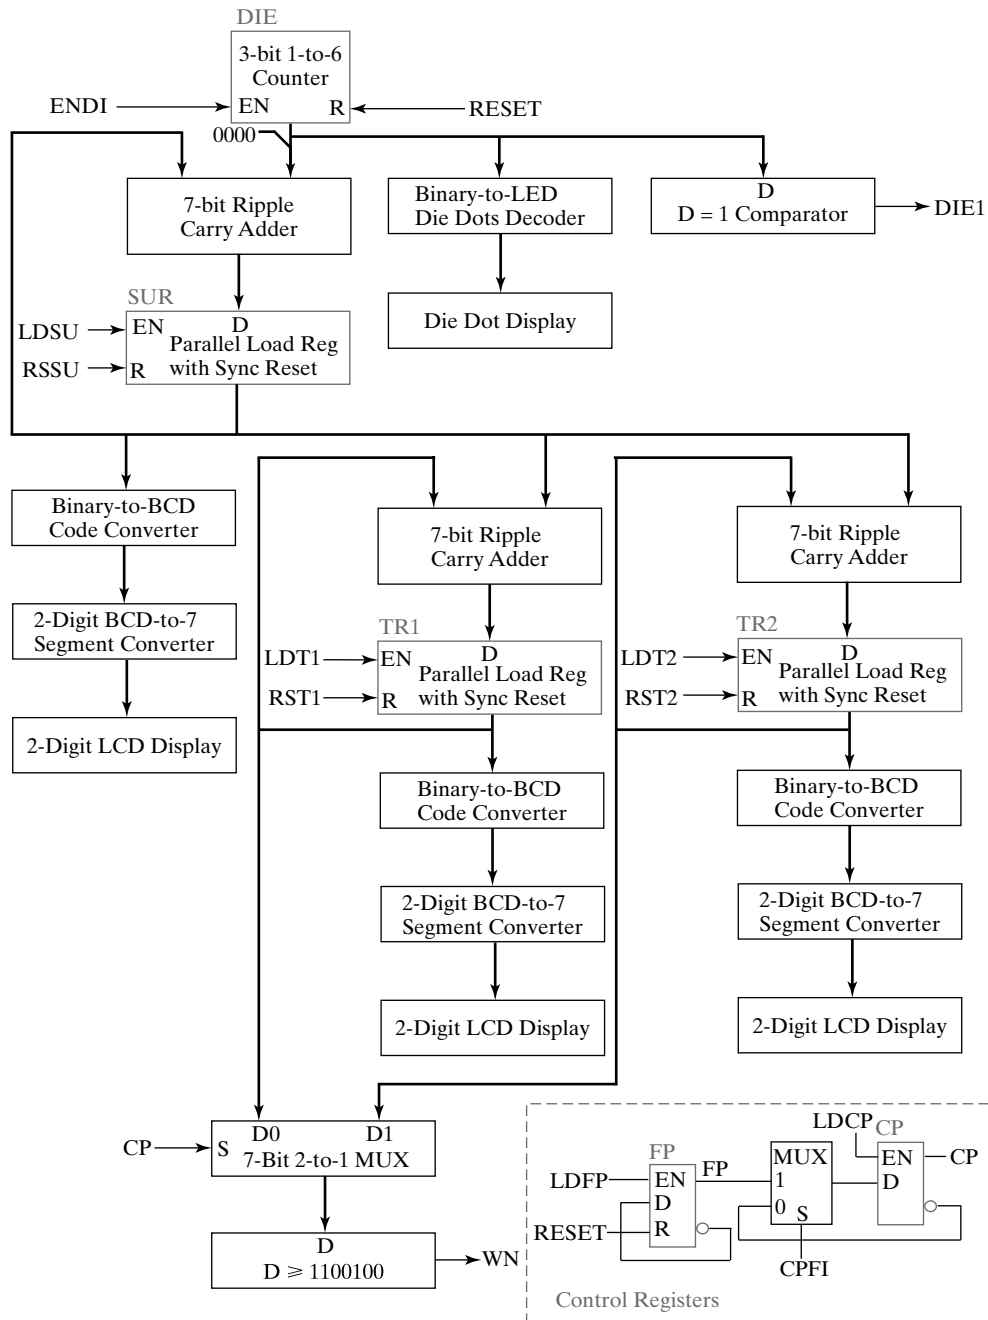 DIE
3-bit 1-to-6
Counter
ENDI
EN
R
RESET
0000
7-bit Ripple
Carry Adder
Binary-to-LED
Die Dots Decoder
D
D = 1 Comparator
DIE1
SUR
LDSU
EN
D
Parallel Load Reg
with Sync Reset
RSSU
R
Die Dot Display
Binary-to-BCD
Code Converter
2-Digit BCD-to-7
Segment Converter
2-Digit LCD Display
7-bit Ripple
Carry Adder
TR1
LDT1
EN
D
Parallel Load Reg
with Sync Reset
RST1
R
Binary-to-BCD
Code Converter
2-Digit BCD-to-7
Segment Converter
2-Digit LCD Display
7-bit Ripple
Carry Adder
TR2
LDT2
EN
D
Parallel Load Reg
with Sync Reset
RST2
R
Binary-to-BCD
Code Converter
2-Digit BCD-to-7
Segment Converter
2-Digit LCD Display
CP
S
D0
D1
7-Bit 2-to-1 MUX
D
D ≥ 1100100
WN
FP
LDFP
EN
D
RESET
R
FP
MUX
1
0
S
CPFI
LDCP
CP
EN
D
CP
Control Registers